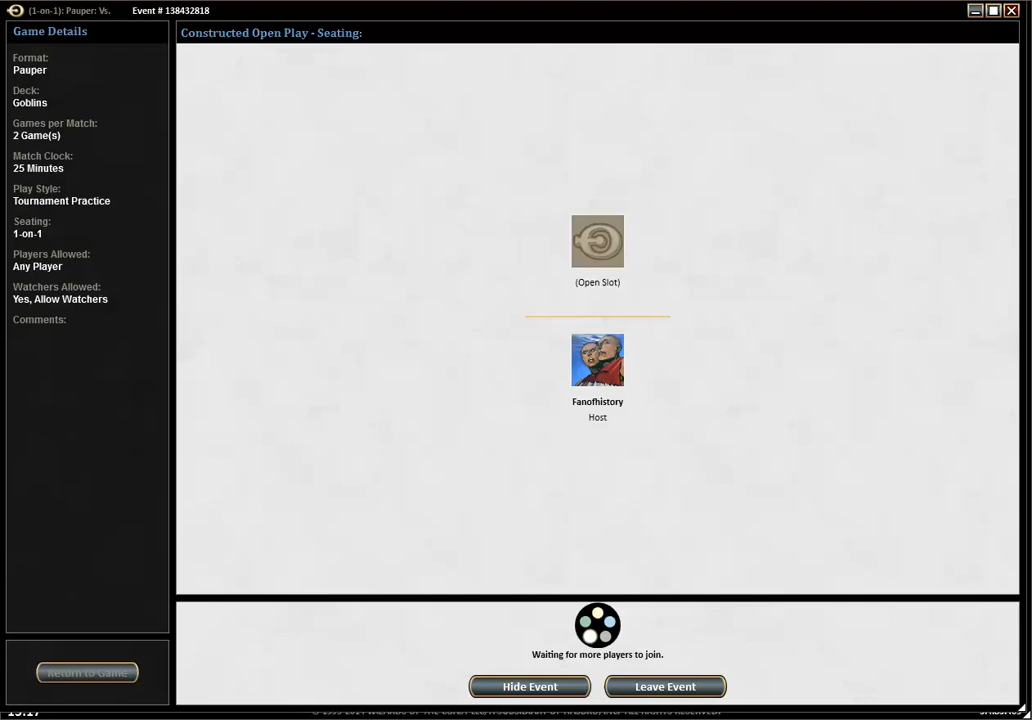 (1-on-1): Pauper: Vs.
Event # 138432818
Game Details
Format:
Pauper
Deck:
Goblins
Games per Match:
2 Game(s)
Match Clock:
25 Minutes
Play Style:
Tournament Practice
Seating:
1-on-1
Players Allowed:
Any Player
Watchers Allowed:
Yes, Allow Watchers
Comments:
Return to Game
Constructed Open Play - Seating:
(Open Slot)
Fanofhistory
Host
Waiting for more players to join.
Hide Event
Leave Event